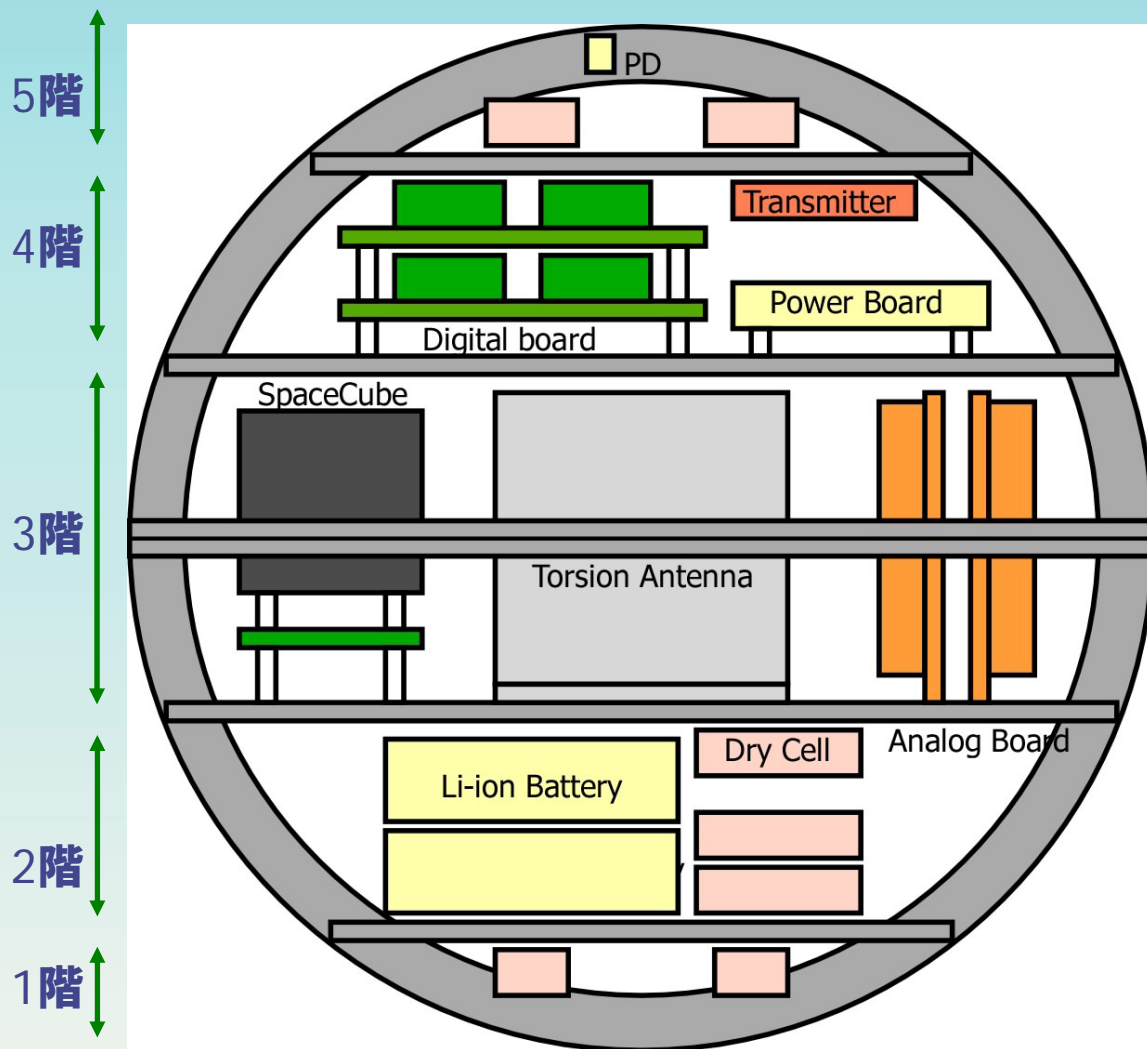 5階
PD
4階
Transmitter
Power Board
Digital board
3階
SpaceCube
Torsion Antenna
Analog Board
2階
Dry Cell
Li-ion Battery
1階